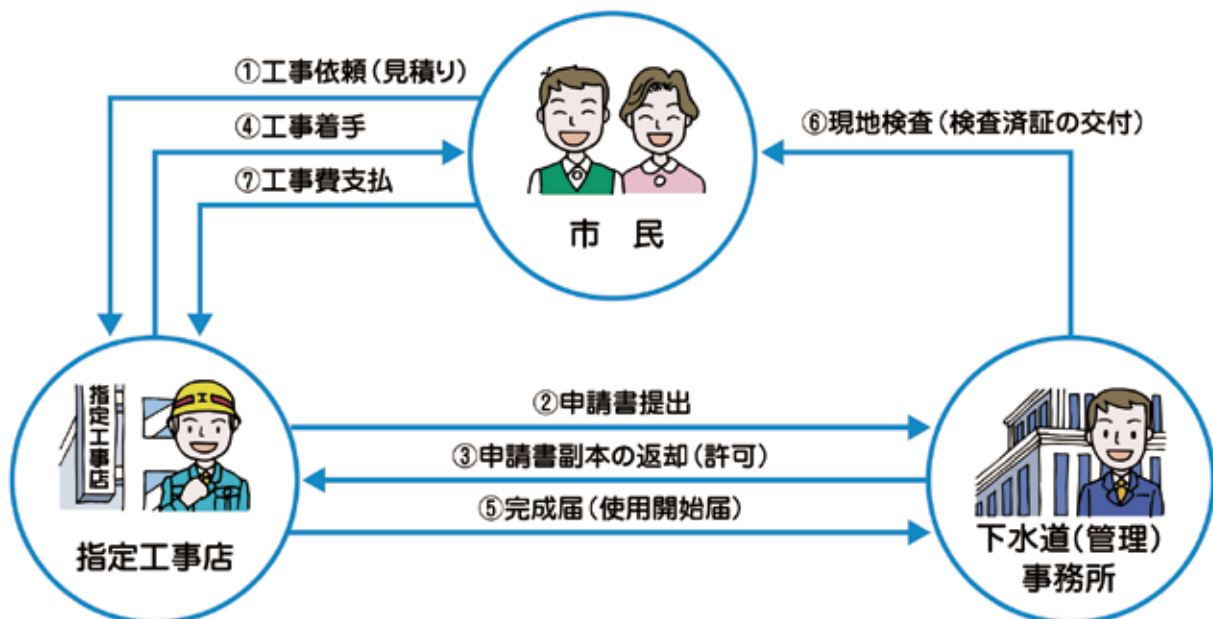 ①工事依頼(見積り)
④工事着手
⑦工事費支払
⑥現地検査(検査済証の交付)
市 民
②申請書提出
③申請書副本の返却(許可)
⑤完成届(使用開始届)
指定工事店
指定工事店
下水道(管理)
事務所